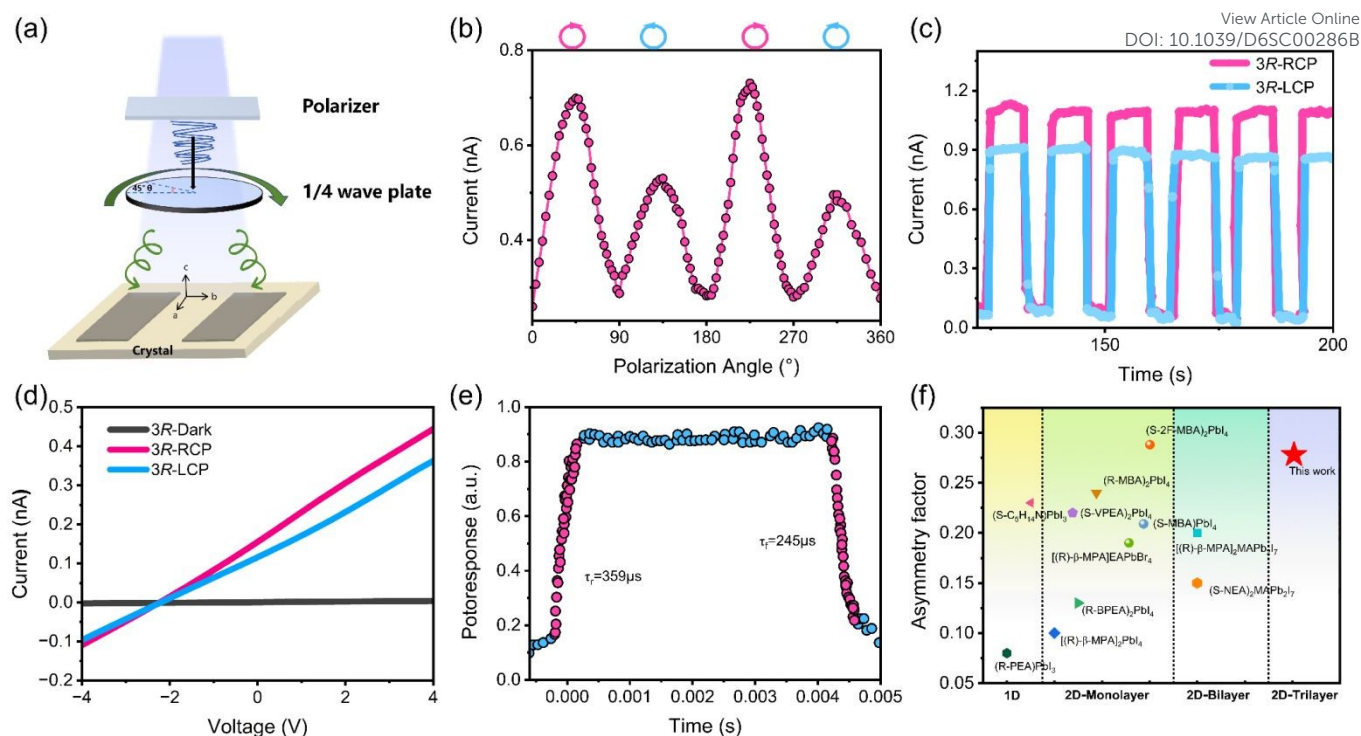 View Article Online
DOI: 10.1039/D6SC00286B
(a)
Polarizer
45° θ
1/4 wave plate
c
b
a
Crystal
(b)
Current (nA)
0.8
0.6
0.4
0 90 180 270 360
Polarization Angle (°)
(c)
3R-RCP
3R-LCP
Current (nA)
1.5
1.2
0.9
0.6
0.3
0.0
150 200
Time (s)
(d)
3R-Dark
3R-RCP
3R-LCP
Current (nA)
0.5
0.4
0.3
0.2
0.1
0.0
−0.1
−0.2
−4 −2 0 2 4
Voltage (V)
(e)
Potoresponse (a.u.)
1.0
0.8
0.6
0.4
0.2
0.0
τr=359μs
τf=245μs
0.000 0.001 0.002 0.003 0.004 0.005
Time (s)
(f)
Asymmetry factor
0.30
0.25
0.20
0.15
0.10
0.05
(S-2F-MBA)2PbI4
This work
(R-MBA)2PbI4
(S-C5H14N)PbI3
(S-VPEA)2PbI4
(S-MBA)PbI4
[(R)-β-MPA]EAPbBr4
[(R)-β-MPA]2MAPb2I7
(S-NEA)2MAPb2I7
(R-BPEA)2PbI4
[(R)-β-MPA]2PbI4
(R-PEA)PbI3
1D 2D-Monolayer 2D-Bilayer 2D-Trilayer